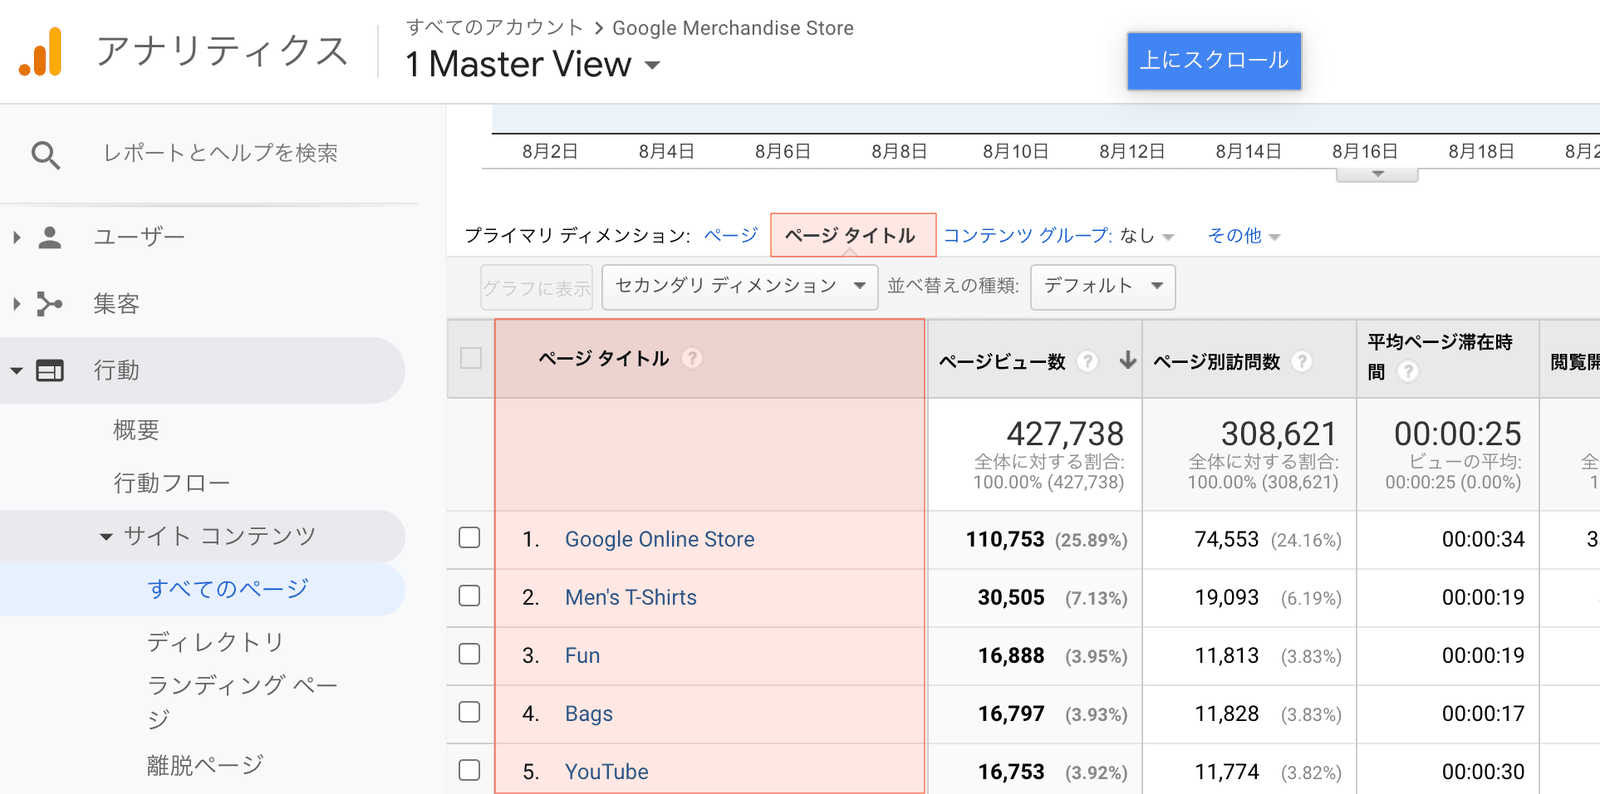 アナリティクス
すべてのアカウント > Google Merchandise Store
1 Master View
上にスクロール
レポートとヘルプを検索
ユーザー
集客
行動
概要
行動フロー
サイト コンテンツ
すべてのページ
ディレクトリ
ランディング ペー
ジ
離脱ページ
8月2日 8月4日 8月6日 8月8日 8月10日 8月12日 8月14日 8月16日 8月18日 8月2
プライマリ ディメンション: ページ ページ タイトル コンテンツ グループ: なし その他
グラフに表示 セカンダリ ディメンション 並べ替えの種類: デフォルト
ページ タイトル ? ページビュー数 ? ページ別訪問数 ? 平均ページ滞在時
間 ? 閲覧開
427,738 308,621 00:00:25
全体に対する割合: 全体に対する割合: ビューの平均: 全
100.00% (427,738) 100.00% (308,621) 00:00:25 (0.00%) 1
1. Google Online Store 110,753 (25.89%) 74,553 (24.16%) 00:00:34 3
2. Men's T-Shirts 30,505 (7.13%) 19,093 (6.19%) 00:00:19
3. Fun 16,888 (3.95%) 11,813 (3.83%) 00:00:19
4. Bags 16,797 (3.93%) 11,828 (3.83%) 00:00:17
5. YouTube 16,753 (3.92%) 11,774 (3.82%) 00:00:30